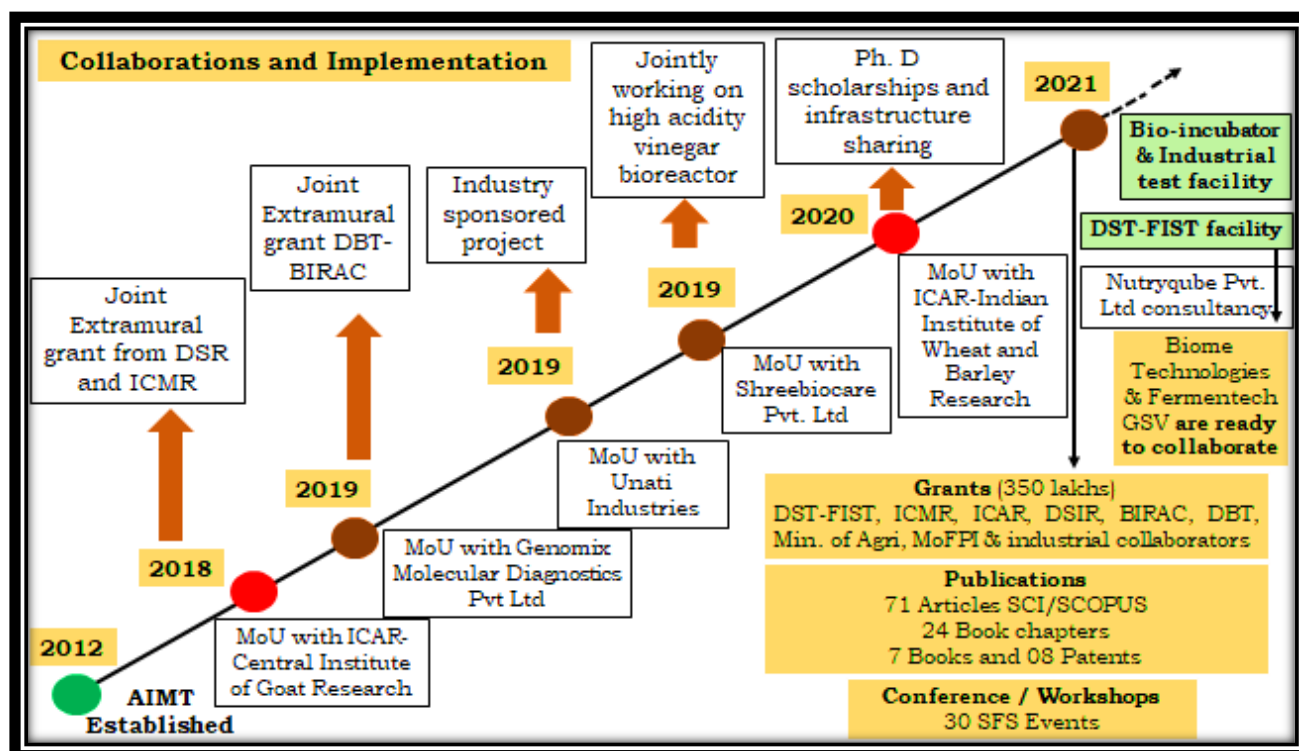 Collaborations and Implementation
2012
AIMT
Established
2018
MoU with ICAR-
Central Institute
of Goat Research
Joint
Extramural
grant from DSR
and ICMR
2019
MoU with Genomix
Molecular Diagnostics
Pvt Ltd
Joint
Extramural
grant DBT-
BIRAC
2019
MoU with
Unati
Industries
Industry
sponsored
project
2019
MoU with
Shreebiocare
Pvt. Ltd
Jointly
working on
high acidity
vinegar
bioreactor
2020
MoU with
ICAR-Indian
Institute of
Wheat and
Barley
Research
Ph. D
scholarships and
infrastructure
sharing
2021
Bio-incubator
& Industrial
test facility
DST-FIST facility
Nutryqube Pvt.
Ltd consultancy
Biome
Technologies
& Fermentech
GSV are ready
to collaborate
Grants (350 lakhs)
DST-FIST, ICMR, ICAR, DSIR, BIRAC, DBT,
Min. of Agri, MoFPI & industrial collaborators
Publications
71 Articles SCI/SCOPUS
24 Book chapters
7 Books and 08 Patents
Conference / Workshops
30 SFS Events